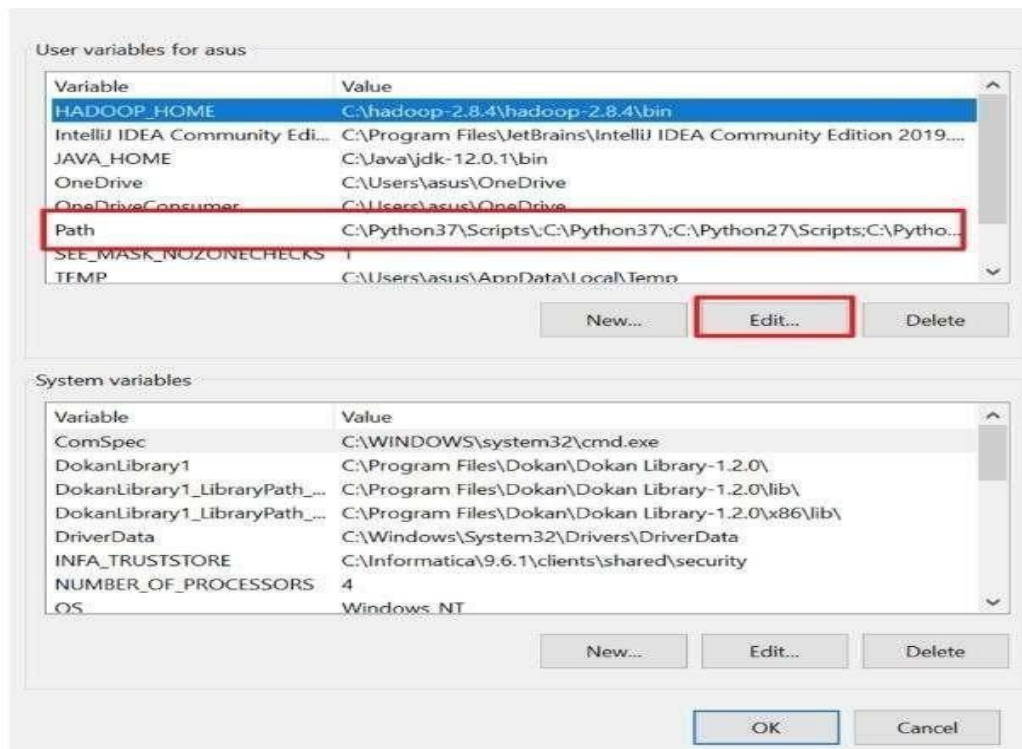 User variables for asus
Variable Value
HADOOP_HOME C:\hadoop-2.8.4\hadoop-2.8.4\bin
IntelliJ IDEA Community Edi... C:\Program Files\JetBrains\IntelliJ IDEA Community Edition 2019....
JAVA_HOME C:\Java\jdk-12.0.1\bin
OneDrive C:\Users\asus\OneDrive
OneDriveConsumer C:\Users\asus\OneDrive
Path C:\Python37\Scripts\;C:\Python37\;C:\Python27\Scripts;C:\Pytho...
SEE_MASK_NOZONECHECKS 1
TEMP C:\Users\asus\AppData\Local\Temp
New... Edit... Delete
System variables
Variable Value
ComSpec C:\WINDOWS\system32\cmd.exe
DokanLibrary1 C:\Program Files\Dokan\Dokan Library-1.2.0\
DokanLibrary1_LibraryPath_... C:\Program Files\Dokan\Dokan Library-1.2.0\lib\
DokanLibrary1_LibraryPath_... C:\Program Files\Dokan\Dokan Library-1.2.0\x86\lib\
DriverData C:\Windows\System32\Drivers\DriverData
INFA_TRUSTSTORE C:\Informatica\9.6.1\clients\shared\security
NUMBER_OF_PROCESSORS 4
OS Windows_NT
New... Edit... Delete
OK Cancel